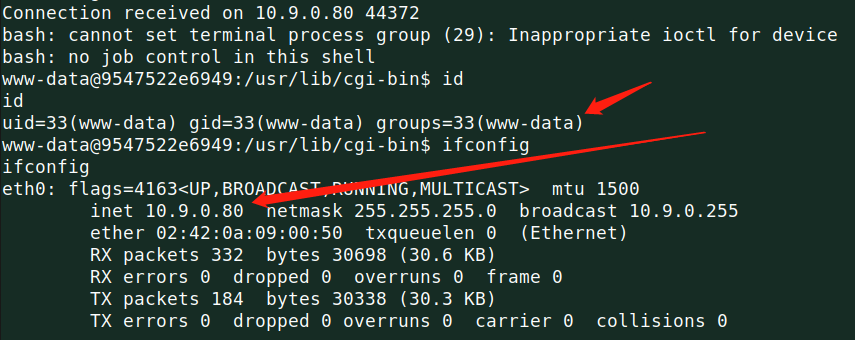 Connection received on 10.9.0.80 44372
bash: cannot set terminal process group (29): Inappropriate ioctl for device
bash: no job control in this shell
www-data@9547522e6949:/usr/lib/cgi-bin$ id
id
uid=33(www-data) gid=33(www-data) groups=33(www-data)
www-data@9547522e6949:/usr/lib/cgi-bin$ ifconfig
ifconfig
eth0: flags=4163<UP,BROADCAST,RUNNING,MULTICAST>  mtu 1500
        inet 10.9.0.80  netmask 255.255.255.0  broadcast 10.9.0.255
        ether 02:42:0a:09:00:50  txqueuelen 0  (Ethernet)
        RX packets 332  bytes 30698 (30.6 KB)
        RX errors 0  dropped 0  overruns 0  frame 0
        TX packets 184  bytes 30338 (30.3 KB)
        TX errors 0  dropped 0 overruns 0  carrier 0  collisions 0